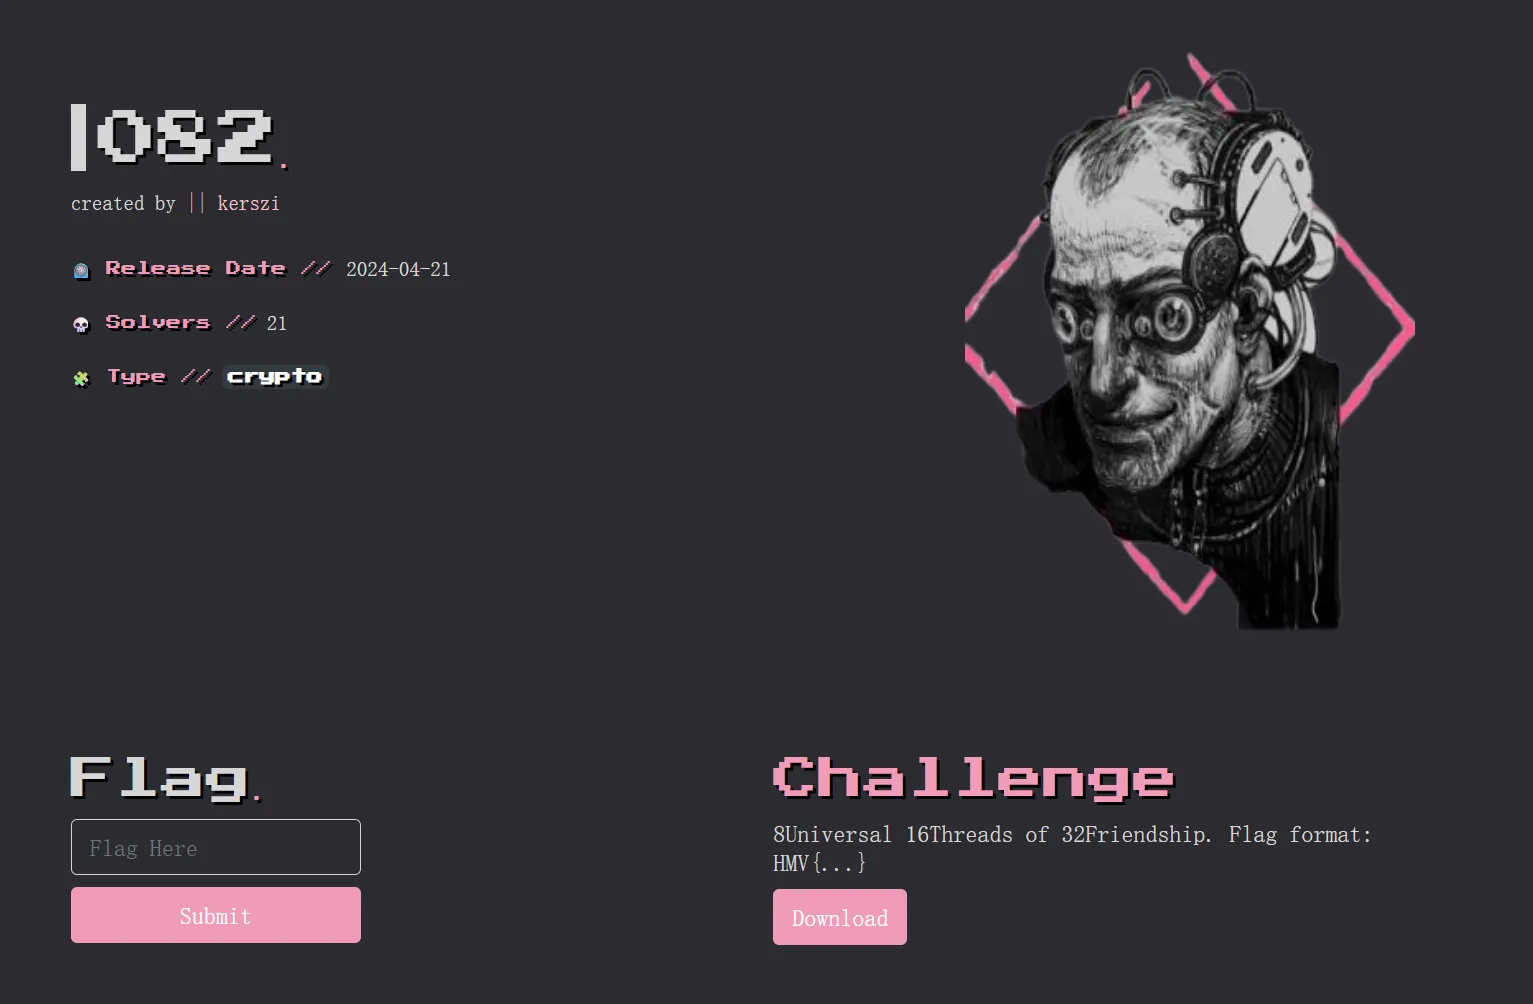 082.
created by || kerszi
Release Date // 2024-04-21
Solvers // 21
Type // crypto
Flag.
Flag Here
Submit
Challenge
8Universal 16Threads of 32Friendship. Flag format:
HMV{...}
Download